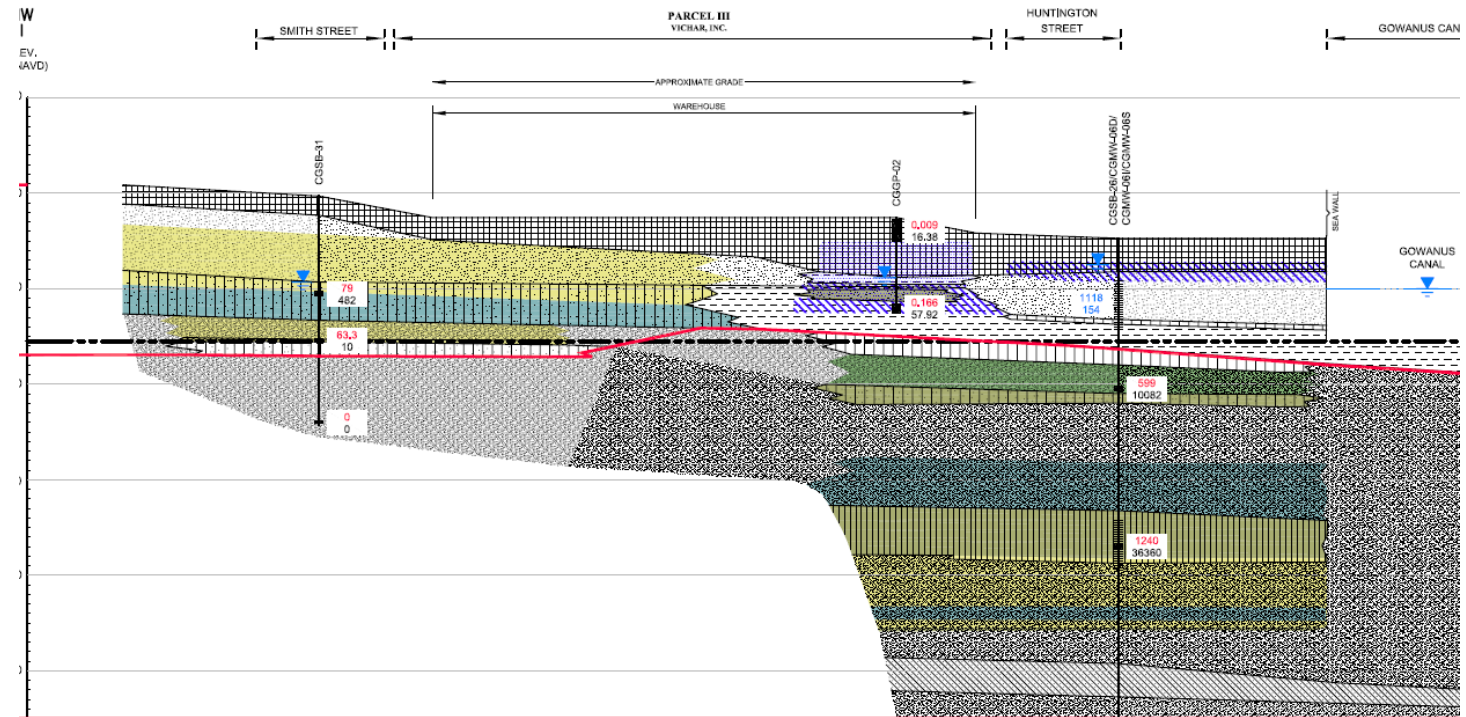 W
EV.
AVD)
SMITH STREET
PARCEL III
VICHAR, INC.
HUNTINGTON
STREET
GOWANUS CAN
APPROXIMATE GRADE
WAREHOUSE
CGSB-31
CGGP-02
CGSB-26/CGMW-06D/
CGMW-06I/CGMW-06S
SEA WALL
GOWANUS
CANAL
0.009
16.38
79
482
0.166
57.92
1118
154
63.3
10
599
10082
0
0
1240
36360